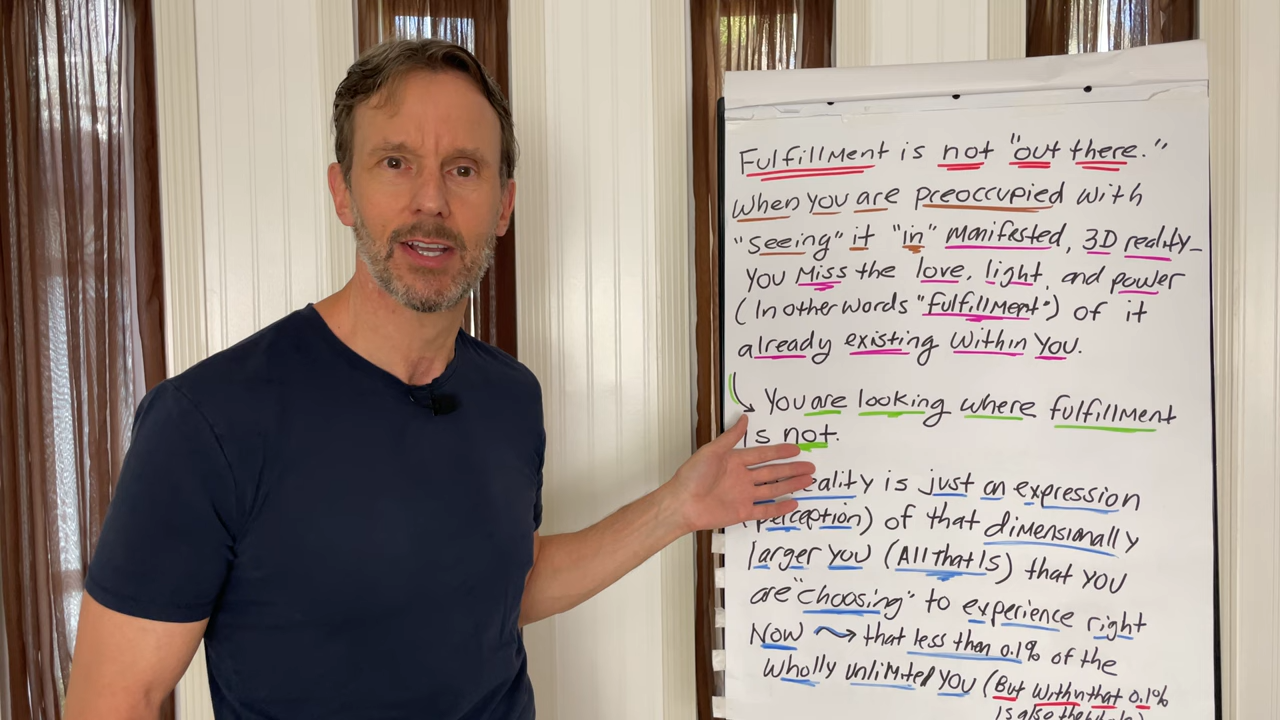 Fulfillment is not "out there."
When you are preoccupied with
"seeing" it "in" manifested, 3D reality -
you miss the love, light, and power
(In other words "fulfillment") of it
already existing within you.
You are looking where fulfillment
is not.
reality is just an expression
(perception) of that dimensionally
larger you (All that Is) that you
are "choosing" to experience right
Now → that less than 0.1% of the
wholly unlimited you (But within that 0.1%
is also the